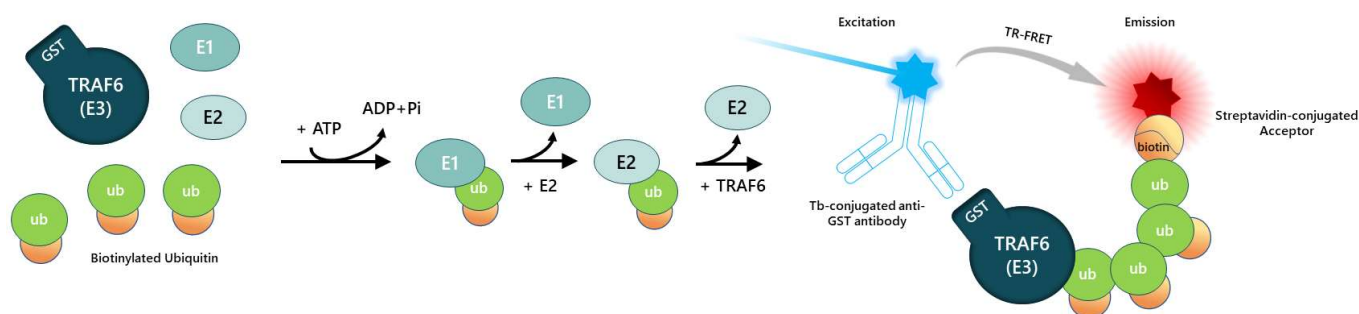 GST
TRAF6
(E3)
E1
E2
ub
ub
ub
Biotinylated Ubiquitin
+ ATP
ADP+Pi
E1
ub
E1
+ E2
E2
ub
E2
+ TRAF6
Excitation
TR-FRET
Emission
Tb-conjugated anti-
GST antibody
Streptavidin-conjugated
Acceptor
biotin
ub
ub
ub
ub
GST
TRAF6
(E3)